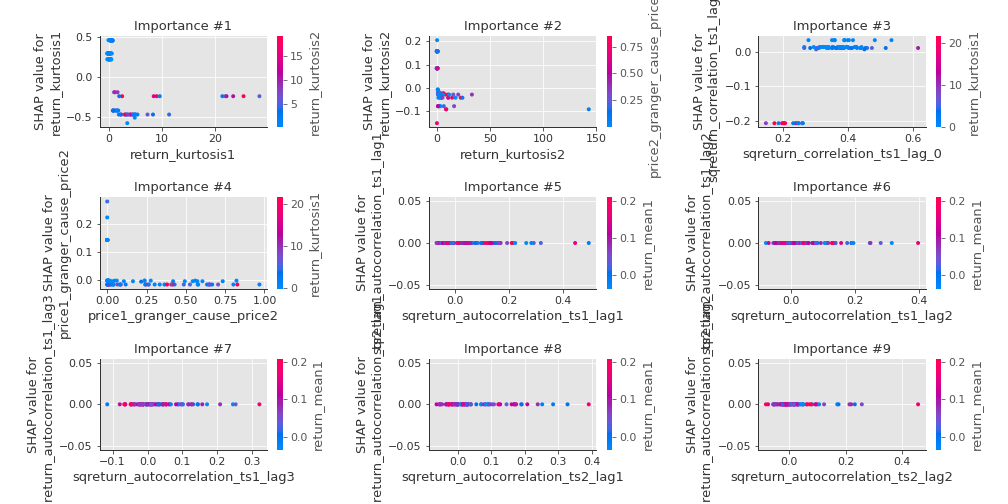 Importance #1
SHAP value for
return_kurtosis1
0.5
0.0
−0.5
0
10
20
return_kurtosis1
15
10
5
return_kurtosis2
Importance #2
SHAP value for
return_kurtosis2
0.2
0.1
0.0
−0.1
0
50
100
150
return_kurtosis2
0.75
0.50
0.25
price2_granger_cause_price
Importance #3
SHAP value for
sqreturn_correlation_ts1_lag
0.0
−0.1
−0.2
0.2
0.4
0.6
sqreturn_correlation_ts1_lag_0
20
10
0
return_kurtosis1
Importance #4
SHAP value for
price1_granger_cause_price2
0.2
0.1
0.0
0.00
0.25
0.50
0.75
1.00
price1_granger_cause_price2
20
10
0
return_kurtosis1
Importance #5
SHAP value for
sqreturn_autocorrelation_ts1_lag1
0.05
0.00
−0.05
0.0
0.2
0.4
sqreturn_autocorrelation_ts1_lag1
0.2
0.1
0.0
return_mean1
Importance #6
SHAP value for
sqreturn_autocorrelation_ts1_lag2
0.05
0.00
−0.05
0.0
0.2
0.4
sqreturn_autocorrelation_ts1_lag2
0.2
0.1
0.0
return_mean1
Importance #7
SHAP value for
return_autocorrelation_ts1_lag3
0.05
0.00
−0.05
−0.1
0.0
0.1
0.2
0.3
sqreturn_autocorrelation_ts1_lag3
0.2
0.1
0.0
return_mean1
Importance #8
SHAP value for
return_autocorrelation_ts2_lag1
0.05
0.00
−0.05
0.0
0.1
0.2
0.3
0.4
sqreturn_autocorrelation_ts2_lag1
0.2
0.1
0.0
return_mean1
Importance #9
SHAP value for
return_autocorrelation_ts2_lag2
0.05
0.00
−0.05
0.0
0.2
0.4
sqreturn_autocorrelation_ts2_lag2
0.2
0.1
0.0
return_mean1